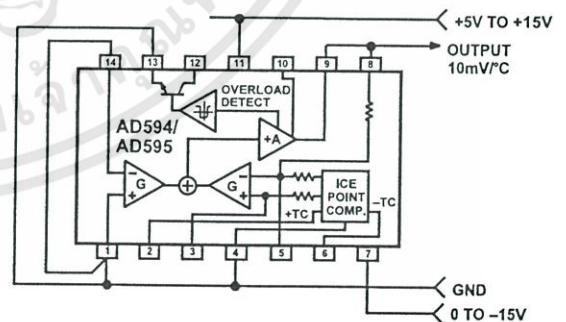 +5V TO +15V
OUTPUT
10mV/°C
14 13 12 11 10 9 8
OVERLOAD
DETECT
AD594/
AD595
+A
G
G
ICE
POINT
COMP.
–TC
+TC
1 2 3 4 5 6 7
GND
0 TO –15V